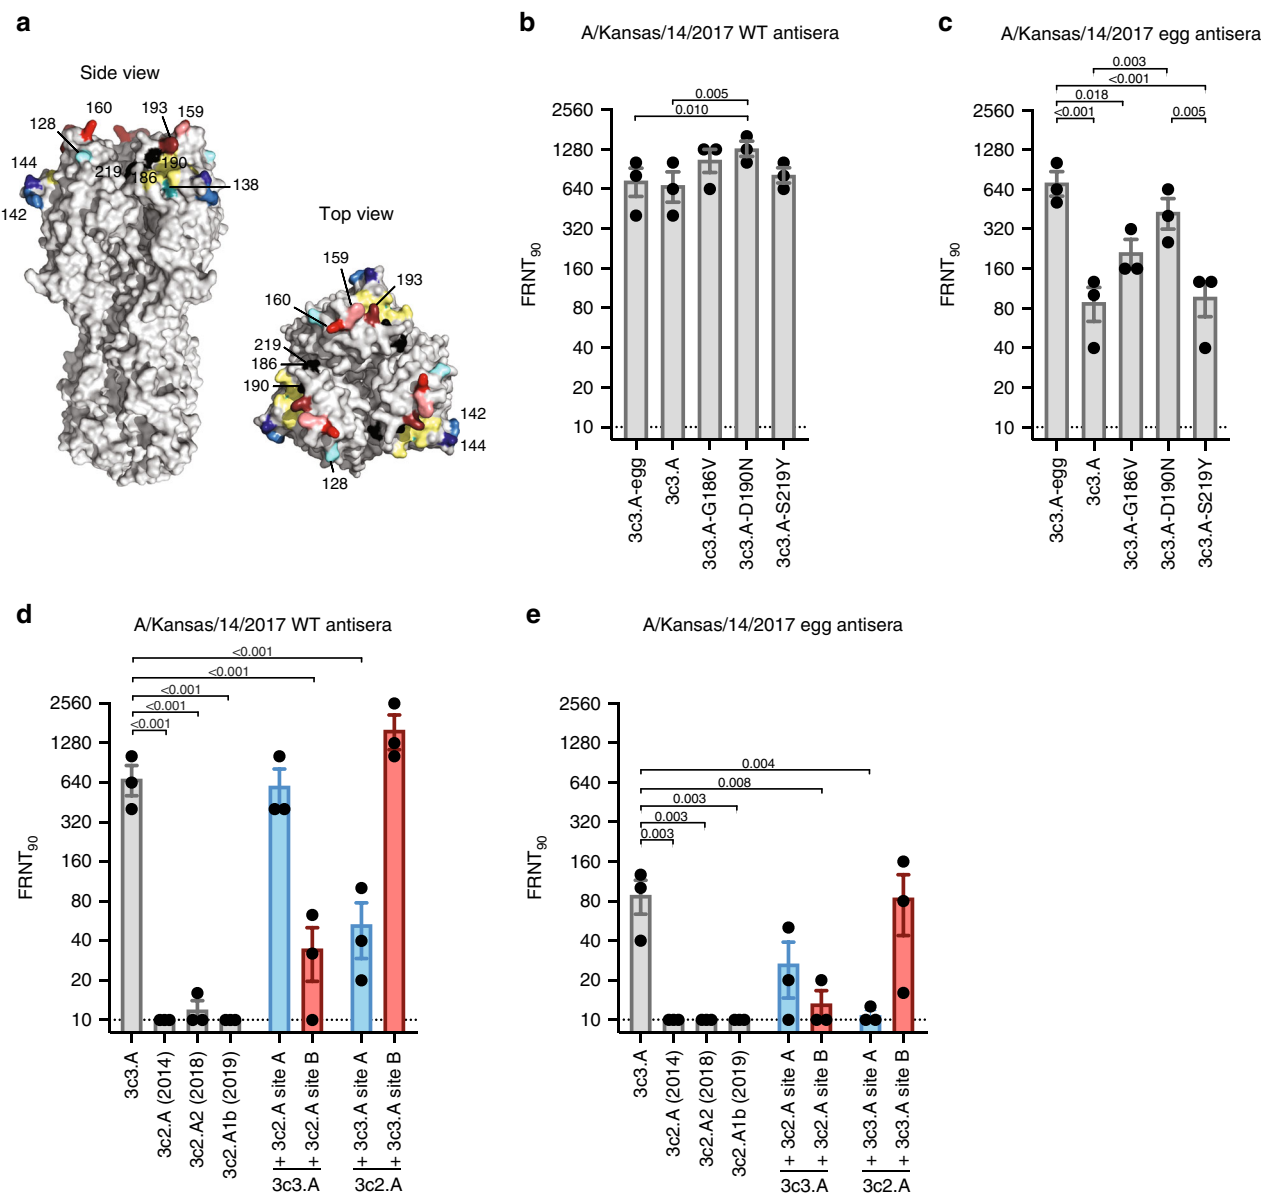 a
Side view
160
193
159
128
144
219
190
186
138
142
Top view
159
193
160
219
186
190
142
144
128
b
A/Kansas/14/2017 WT antisera
0.005
0.010
2560
1280
640
320
160
80
40
20
10
FRNT90
3c3.A-egg
3c3.A
3c3.A-G186V
3c3.A-D190N
3c3.A-S219Y
c
A/Kansas/14/2017 egg antisera
0.003
<0.001
0.018
<0.001
0.005
2560
1280
640
320
160
80
40
20
10
FRNT90
3c3.A-egg
3c3.A
3c3.A-G186V
3c3.A-D190N
3c3.A-S219Y
d
A/Kansas/14/2017 WT antisera
<0.001
<0.001
<0.001
<0.001
<0.001
2560
1280
640
320
160
80
40
20
10
FRNT90
3c3.A
3c2.A (2014)
3c2.A2 (2018)
3c2.A1b (2019)
+ 3c2.A site A
+ 3c2.A site B
+ 3c3.A site A
+ 3c3.A site B
3c3.A
3c2.A
e
A/Kansas/14/2017 egg antisera
0.004
0.008
0.003
0.003
0.003
2560
1280
640
320
160
80
40
20
10
FRNT90
3c3.A
3c2.A (2014)
3c2.A2 (2018)
3c2.A1b (2019)
+ 3c2.A site A
+ 3c2.A site B
+ 3c3.A site A
+ 3c3.A site B
3c3.A
3c2.A